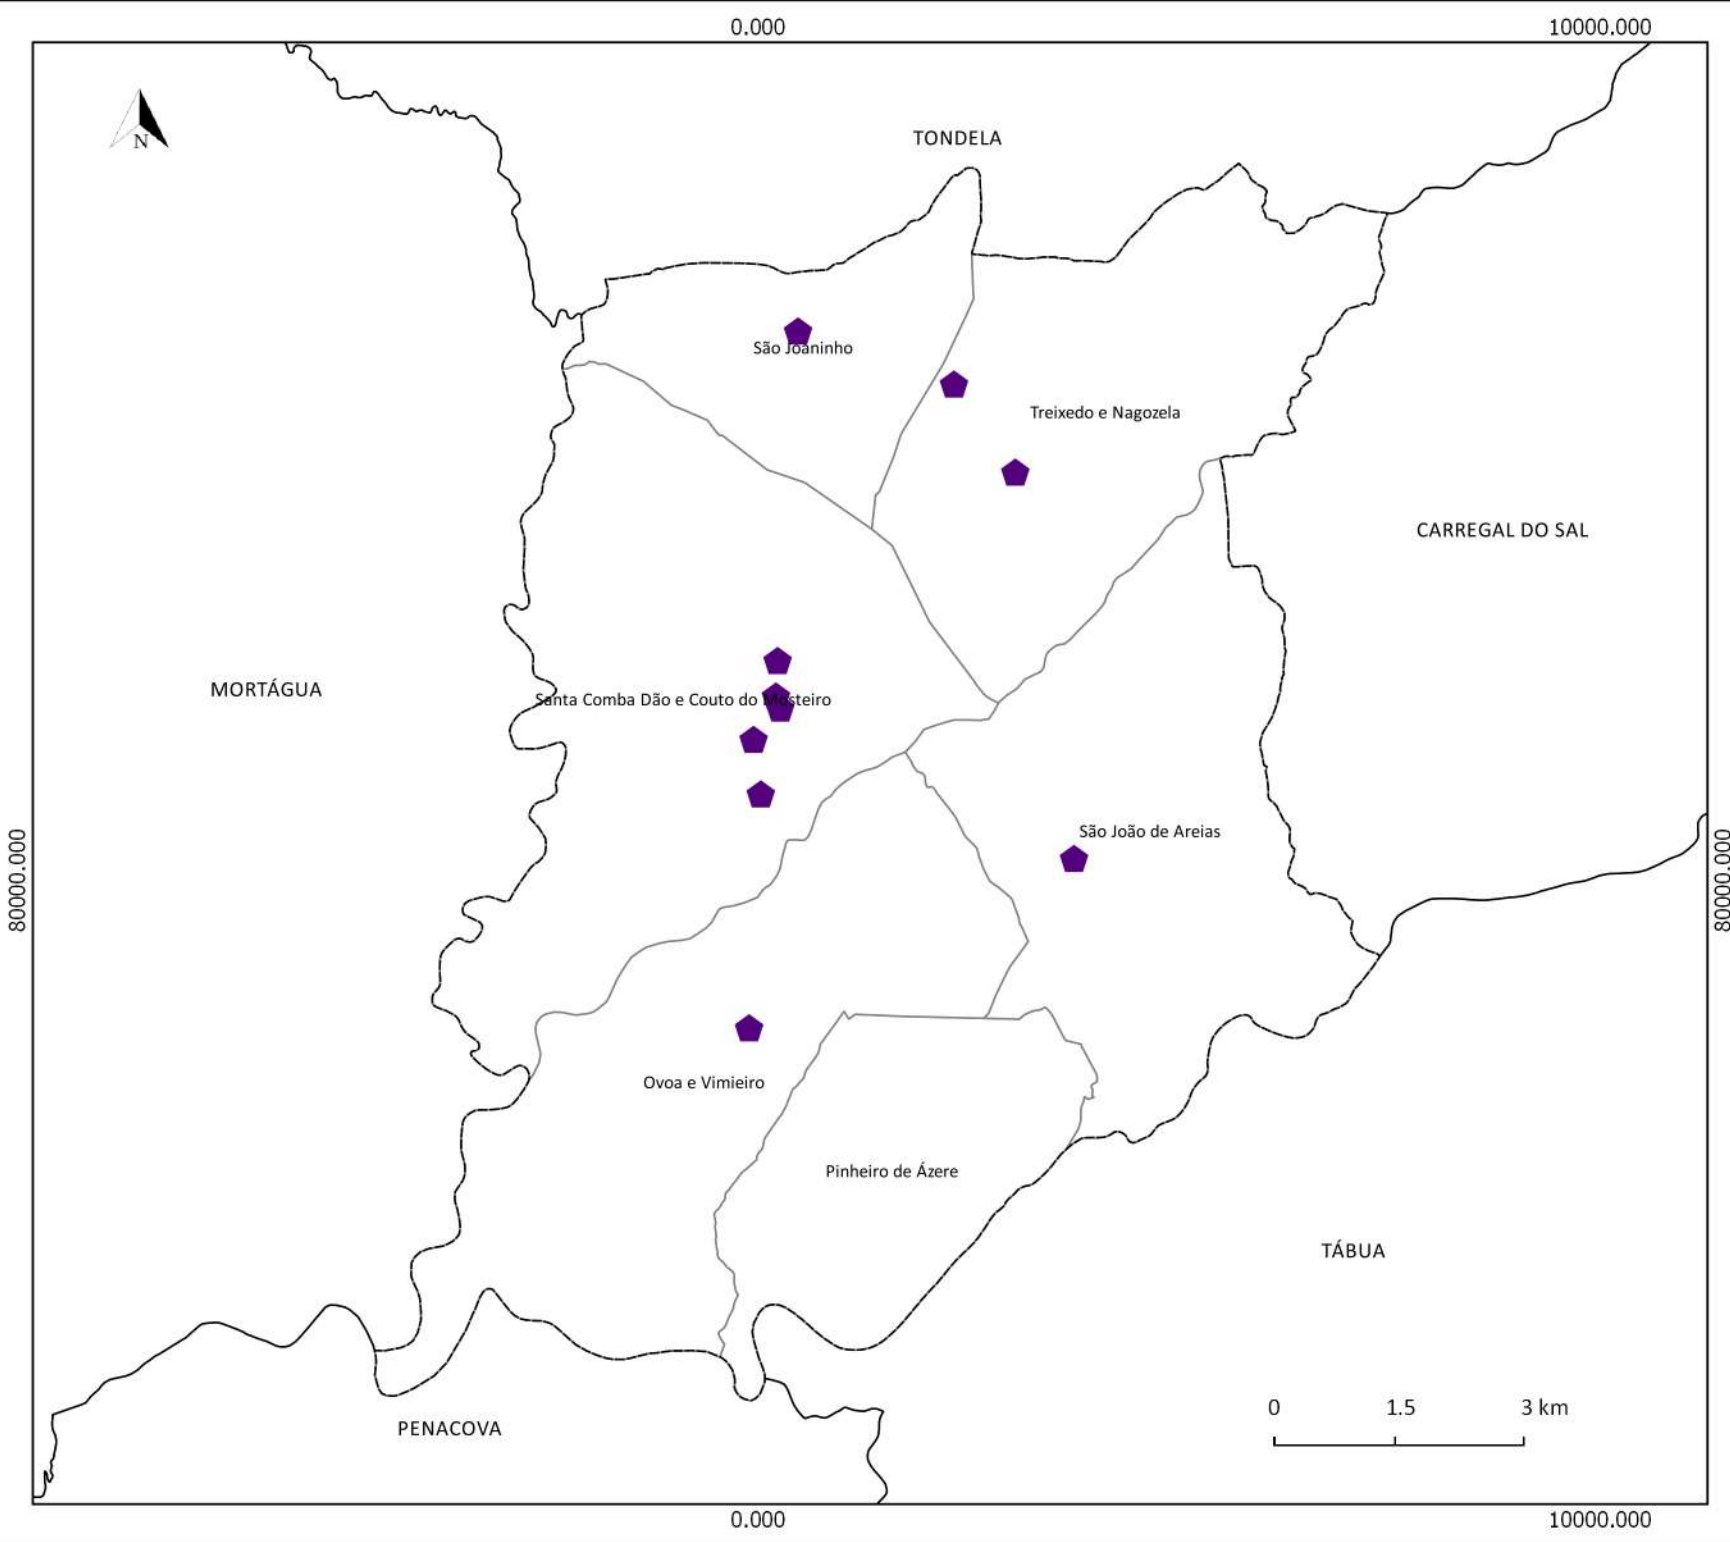 0.000
10000.000
N
TONDELA
São Joaninho
Treixedo e Nagozela
CARREGAL DO SAL
MORTÁGUA
Santa Comba Dão e Couto do Mosteiro
São João de Areias
80000.000
80000.000
Ovoa e Vimieiro
Pinheiro de Ázere
TÁBUA
0
1.5
3 km
PENACOVA
0.000
10000.000